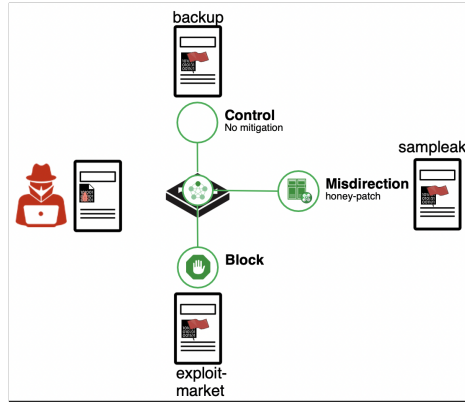 backup
Control
No mitigation
sampleak
Misdirection
honey-patch
Block
exploit-
market